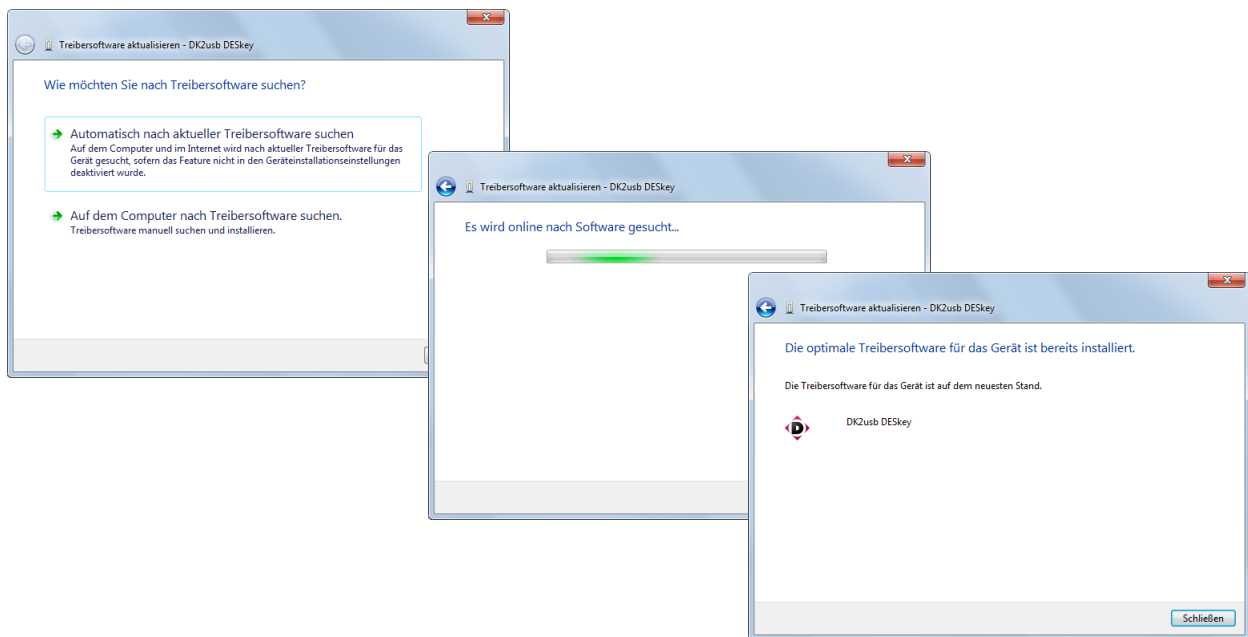 Treibersoftware aktualisieren - DK2usb DESkey
Wie möchten Sie nach Treibersoftware suchen?
Automatisch nach aktueller Treibersoftware suchen
Auf dem Computer und im Internet wird nach aktueller Treibersoftware für das
Gerät gesucht, sofern das Feature nicht in den Geräteinstallationseinstellungen
deaktiviert wurde.
Auf dem Computer nach Treibersoftware suchen.
Treibersoftware manuell suchen und installieren.
Treibersoftware aktualisieren - DK2usb DESkey
Es wird online nach Software gesucht...
Treibersoftware aktualisieren - DK2usb DESkey
Die optimale Treibersoftware für das Gerät ist bereits installiert.
Die Treibersoftware für das Gerät ist auf dem neuesten Stand.
D
DK2usb DESkey
Schließen